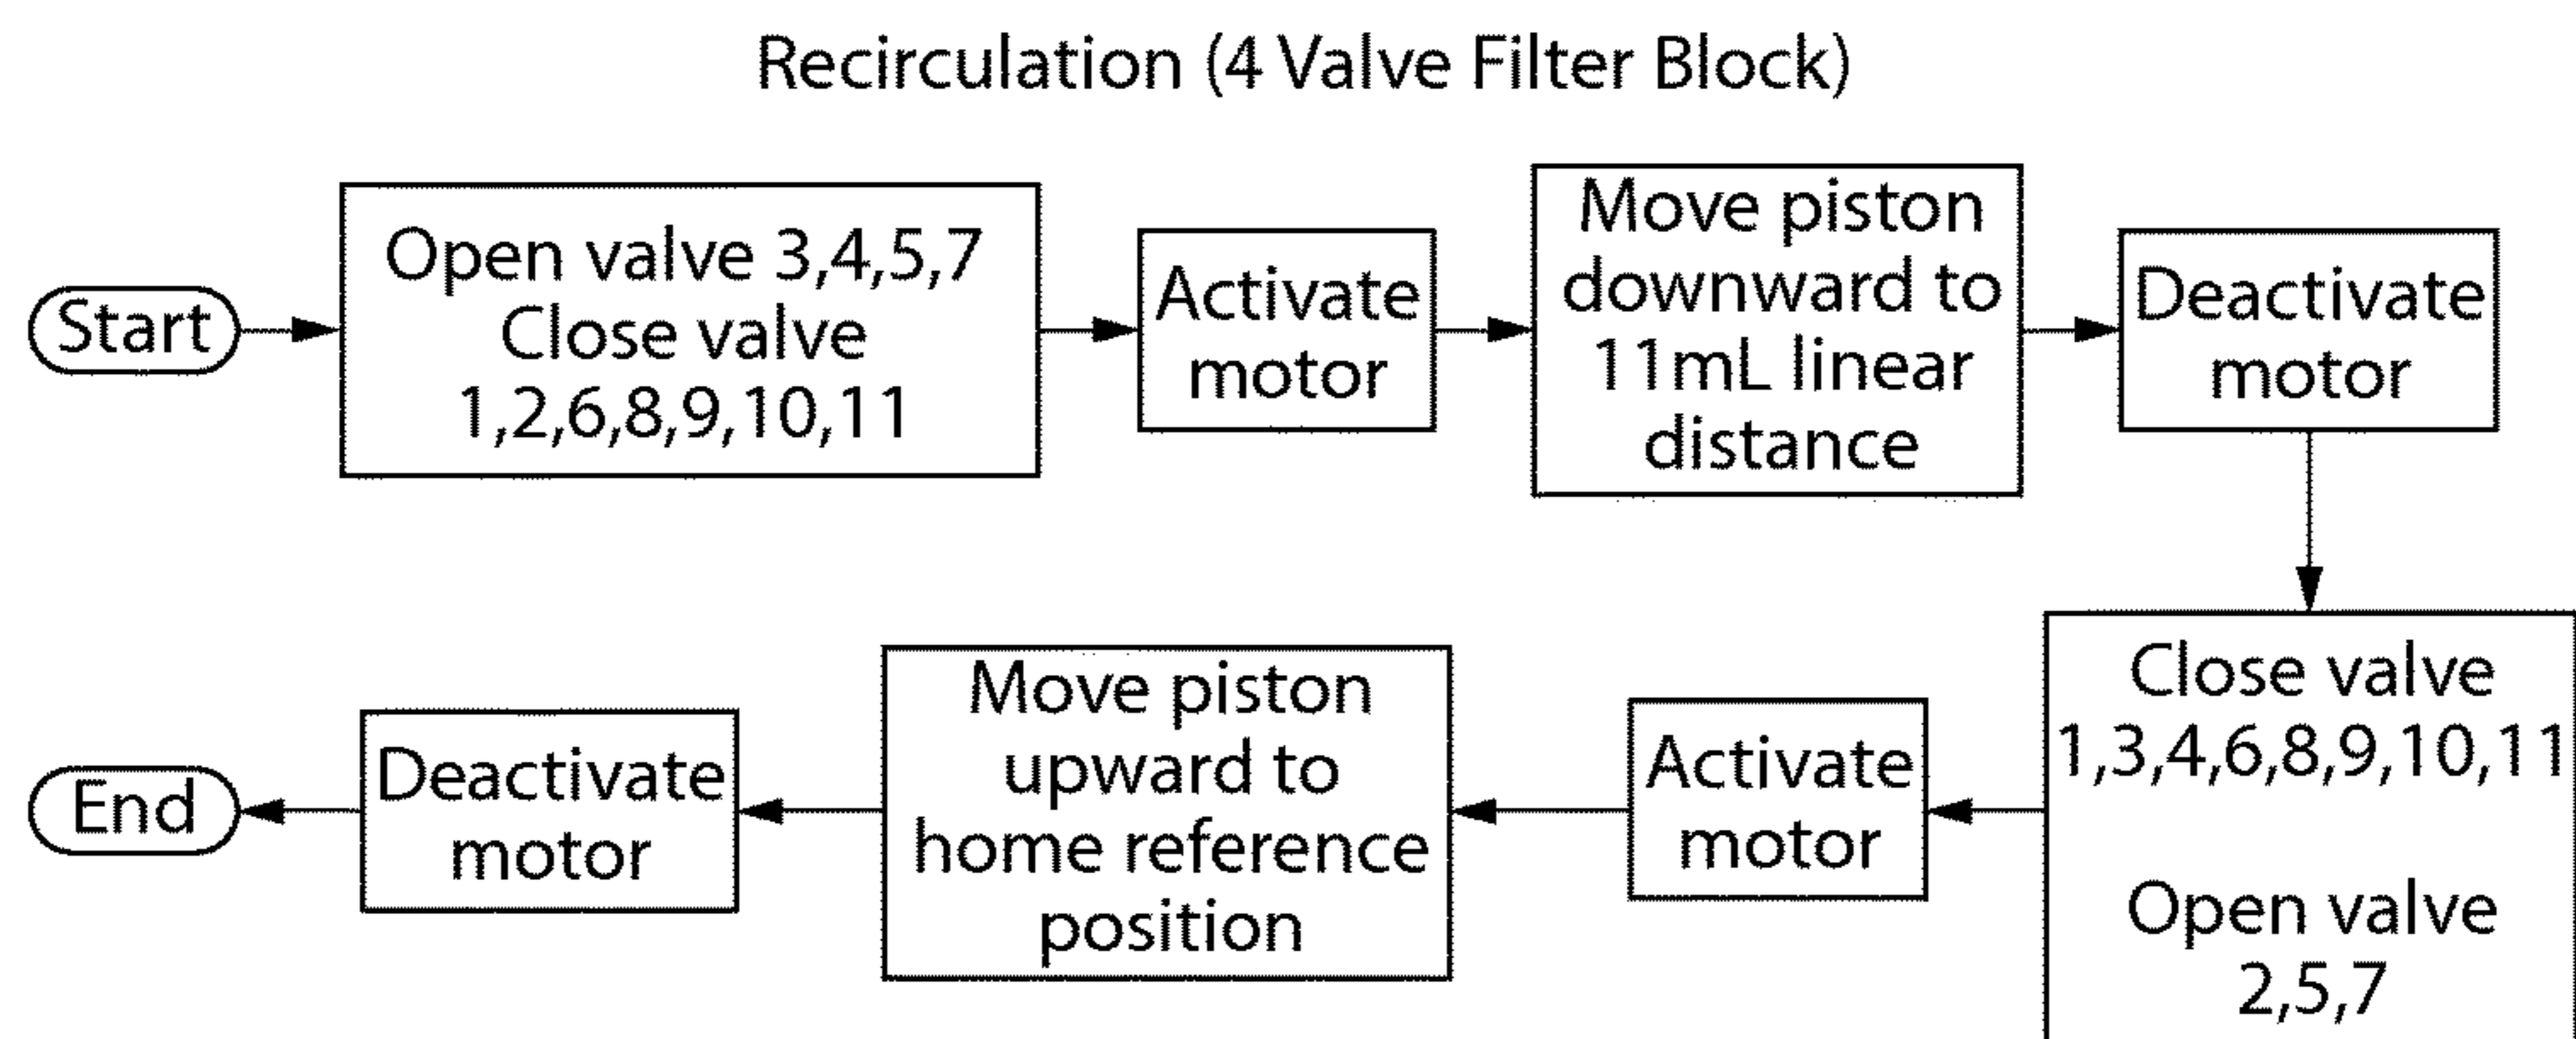 Recirculation (4 Valve Filter Block)
Start
Open valve 3,4,5,7
Close valve
1,2,6,8,9,10,11
Activate
motor
Move piston
downward to
11mL linear
distance
Deactivate
motor
Close valve
1,3,4,6,8,9,10,11
Open valve
2,5,7
Activate
motor
Move piston
upward to
home reference
position
Deactivate
motor
End